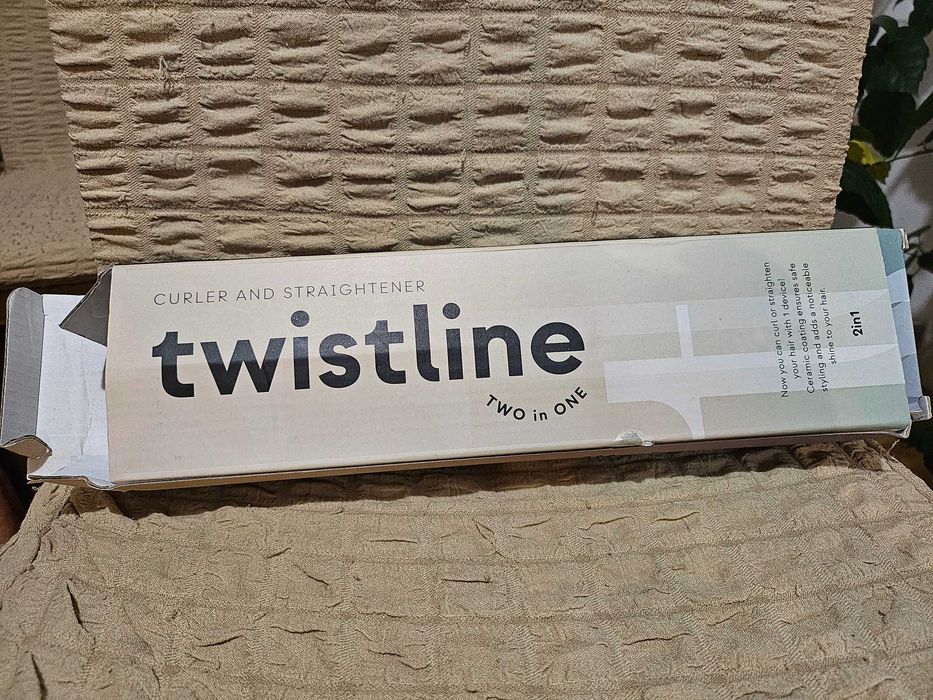 CURLER AND STRAIGHTENER
twistline
TWO in ONE
Now you can curl or straighten
your hair with 1 device!
Ceramic coating ensures safe
styling and adds a noticeable
shine to your hair.
2in1